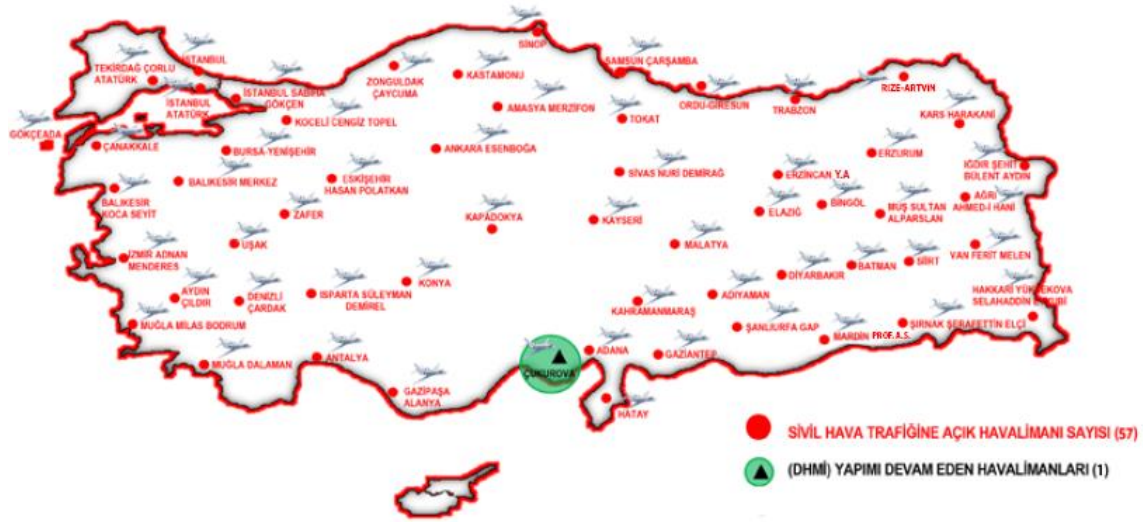 SİNOP
İSTANBUL
TEKİRDAĞ ÇORLU
ATATÜRK
SAMSUN ÇARŞAMBA
ZONGULDAK
ÇAYCUMA
KASTAMONU
RIZE-ARTVIN
İSTANBUL SABİHA
GÖKÇEN
İSTANBUL
ATATÜRK
AMASYA MERZİFON
ORDU-GİRESUN
TRABZON
KARS HARAKANİ
GÖKÇEADA
KOCELİ CENGİZ TOPEL
TOKAT
ÇANAKKALE
BURSA-YENİŞEHİR
ANKARA ESENBOĞA
ERZURUM
IĞDIR ŞEHİT
BÜLENT AYDIN
BALIKESİR MERKEZ
ESKİŞEHİR
HASAN POLATKAN
SİVAS NURİ DEMİRAĞ
ERZİNCAN Y.A
BALIKESİR
KOCA SEYİT
ZAFER
KAPADOKYA
KAYSERİ
ELAZIĞ
BİNGÖL
MUŞ SULTAN
ALPARSLAN
AĞRI
AHMED-İ HANİ
UŞAK
MALATYA
İZMİR ADNAN
MENDERES
DİYARBAKIR
BATMAN
SİİRT
VAN FERİT MELEN
AYDIN
ÇILDIR
DENİZLİ
ÇARDAK
ISPARTA SÜLEYMAN
DEMİREL
KONYA
KAHRAMANMARAŞ
ADIYAMAN
HAKKARİ YÜKSEKOVA
SELAHADDİN EYYUBİ
MUĞLA MİLAS BODRUM
ŞANLIURFA GAP
MARDİN PROF.A.S.
ŞIRNAK ŞERAFETTİN ELÇİ
MUĞLA DALAMAN
ANTALYA
ÇUKUROVA
ADANA
GAZİANTEP
GAZİPAŞA
ALANYA
HATAY
SİVİL HAVA TRAFİĞİNE AÇIK HAVALİMANI SAYISI (57)
(DHMİ) YAPIMI DEVAM EDEN HAVALİMANLARI (1)